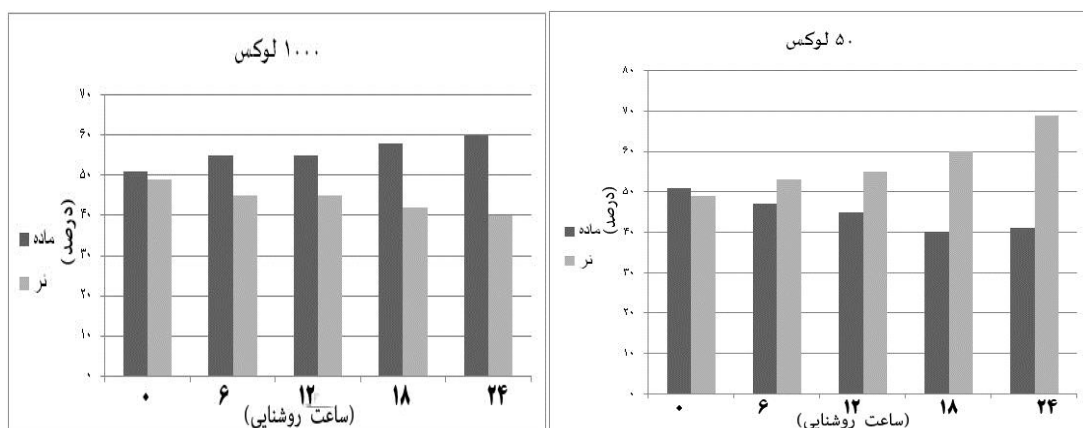 ۱۰۰۰ لوکس
۷۰
۶۰
۵۰
۴۰
۳۰
۲۰
۱۰
۰
(درصد)
ماده
نر
۰ ۶ ۱۲ ۱۸ ۲۴
(ساعت روشنایی)
۵۰ لوکس
۸۰
۷۰
۶۰
۵۰
۴۰
۳۰
۲۰
۱۰
۰
(درصد)
ماده
نر
۰ ۶ ۱۲ ۱۸ ۲۴
(ساعت روشنایی)